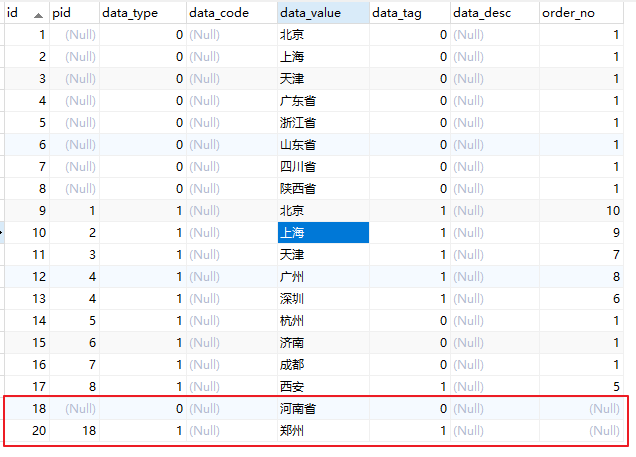 id pid data_type data_code data_value data_tag data_desc order_no
1 (Null) 0 (Null) 北京 0 (Null) 1
2 (Null) 0 (Null) 上海 0 (Null) 1
3 (Null) 0 (Null) 天津 0 (Null) 1
4 (Null) 0 (Null) 广东省 0 (Null) 1
5 (Null) 0 (Null) 浙江省 0 (Null) 1
6 (Null) 0 (Null) 山东省 0 (Null) 1
7 (Null) 0 (Null) 四川省 0 (Null) 1
8 (Null) 0 (Null) 陕西省 0 (Null) 1
9 1 1 (Null) 北京 1 (Null) 10
10 2 1 (Null) 上海 1 (Null) 9
11 3 1 (Null) 天津 1 (Null) 7
12 4 1 (Null) 广州 1 (Null) 8
13 4 1 (Null) 深圳 1 (Null) 6
14 5 1 (Null) 杭州 0 (Null) 1
15 6 1 (Null) 济南 0 (Null) 1
16 7 1 (Null) 成都 0 (Null) 1
17 8 1 (Null) 西安 1 (Null) 5
18 (Null) 0 (Null) 河南省 0 (Null) (Null)
20 18 1 (Null) 郑州 1 (Null) (Null)